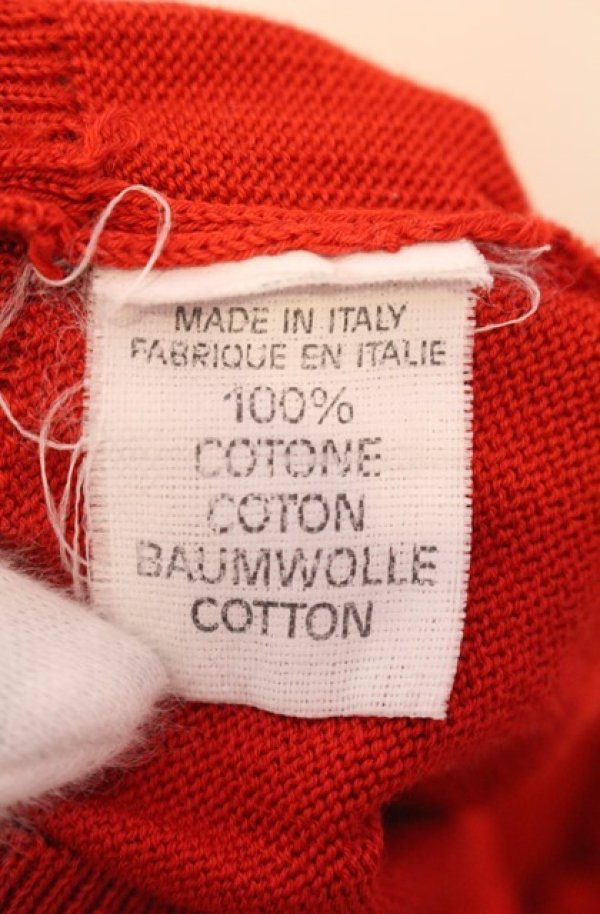 MADE IN ITALY
FABRIQUE EN ITALIE
100%
COTONE
COTON
BAUMWOLLE
COTTON